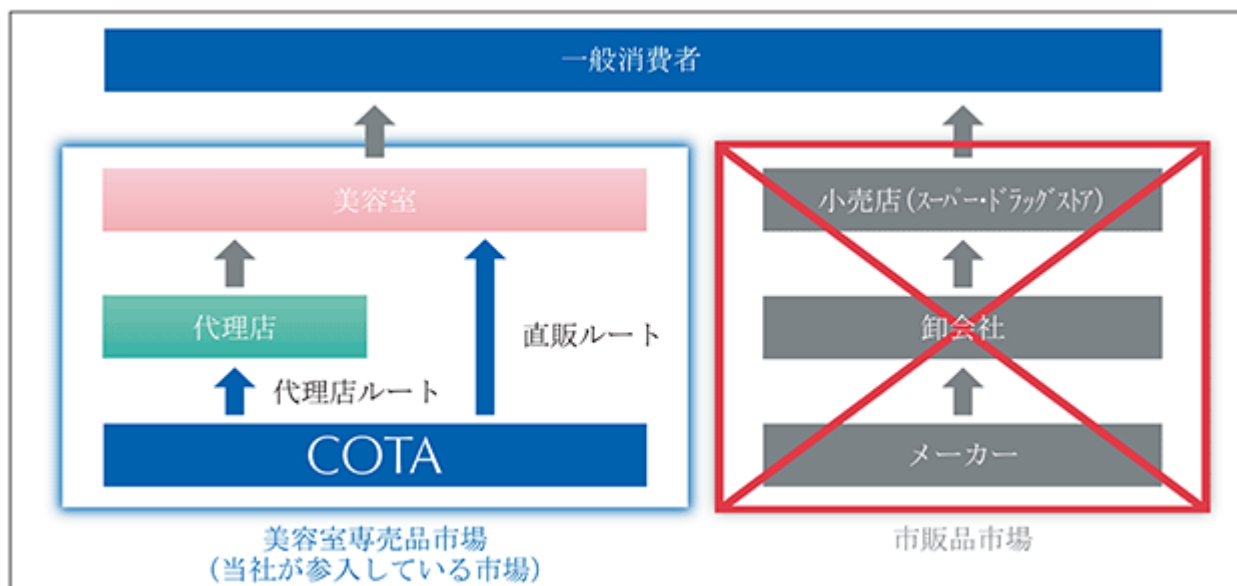 一般消費者
美容室
代理店
直販ルート
代理店ルート
COTA
美容室専売品市場
(当社が参入している市場)
小売店(スーパー・ドラッグストア)
卸会社
メーカー
市販品市場